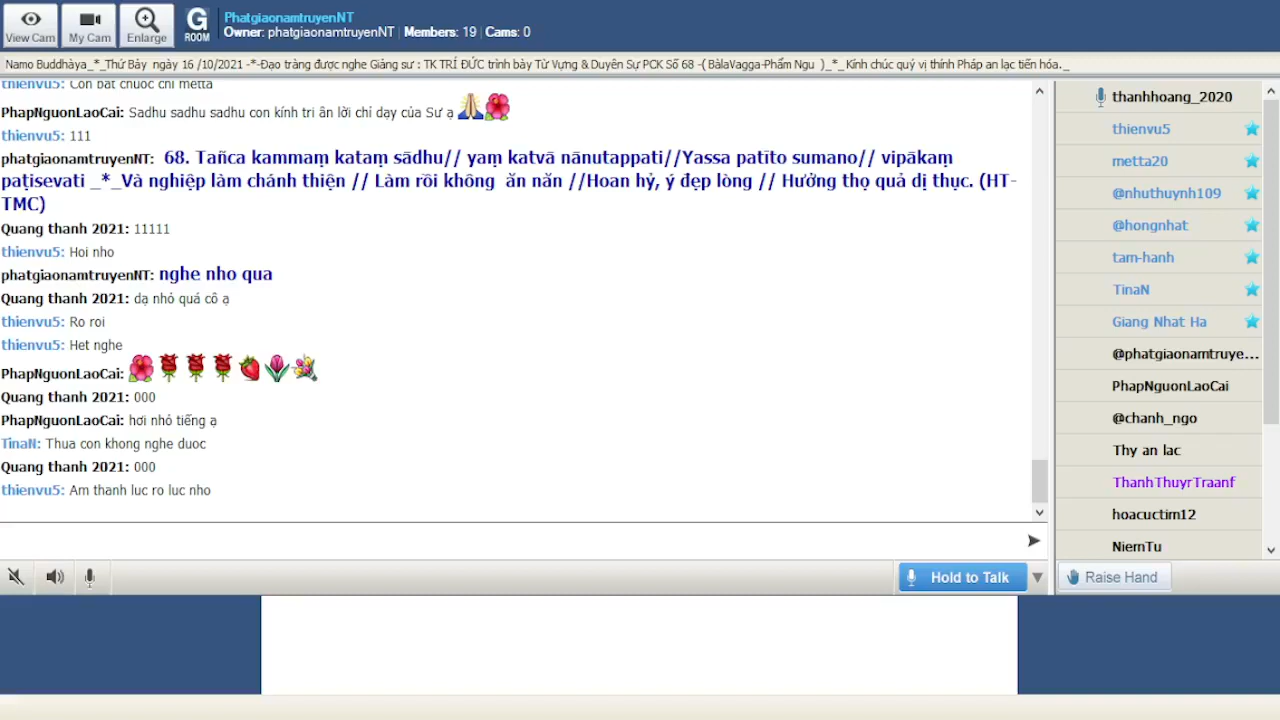 View Cam
My Cam
Enlarge
G
ROOM
PhatgiaonamtruyenNT
Owner: phatgiaonamtruyenNT | Members: 19 | Cams: 0
Namo Buddhàya_*_Thứ Bảy ngày 16 /10/2021 -*-Đạo tràng được nghe Giảng sư : TK TRÍ ĐỨC trình bày Từ Vựng & Duyên Sự PCK Số 68 -( BàlaVagga-Phẩm Ngu )_*_ Kính chúc quý vị thính Pháp an lạc tiến hóa._
thienvu5: Con bat chuoc chi metta
PhapNguonLaoCai: Sadhu sadhu sadhu con kính tri ân lời chỉ dạy của Sư ạ
thienvu5: 111
phatgiaonamtruyenNT: 68. Tañca kammaṃ kataṃ sādhu// yaṃ katvā nānutappati//Yassa patīto sumano// vipākaṃ
paṭisevati _*_Và nghiệp làm chánh thiện // Làm rồi không ăn năn //Hoan hỷ, ý đẹp lòng // Hưởng thọ quả dị thục. (HT-
TMC)
Quang thanh 2021: 11111
thienvu5: Hoi nho
phatgiaonamtruyenNT: nghe nho qua
Quang thanh 2021: dạ nhỏ quá cô ạ
thienvu5: Ro roi
thienvu5: Het nghe
PhapNguonLaoCai:
Quang thanh 2021: 000
PhapNguonLaoCai: hơi nhỏ tiếng ạ
TinaN: Thua con khong nghe duoc
Quang thanh 2021: 000
thienvu5: Am thanh luc ro luc nho
Hold to Talk
thanhhoang_2020
thienvu5
metta20
@nhuthuynh109
@hongnhat
tam-hanh
TinaN
Giang Nhat Ha
@phatgiaonamtruye...
PhapNguonLaoCai
@chanh_ngo
Thy an lac
ThanhThuyrTraanf
hoacuctim12
NiemTu
Raise Hand